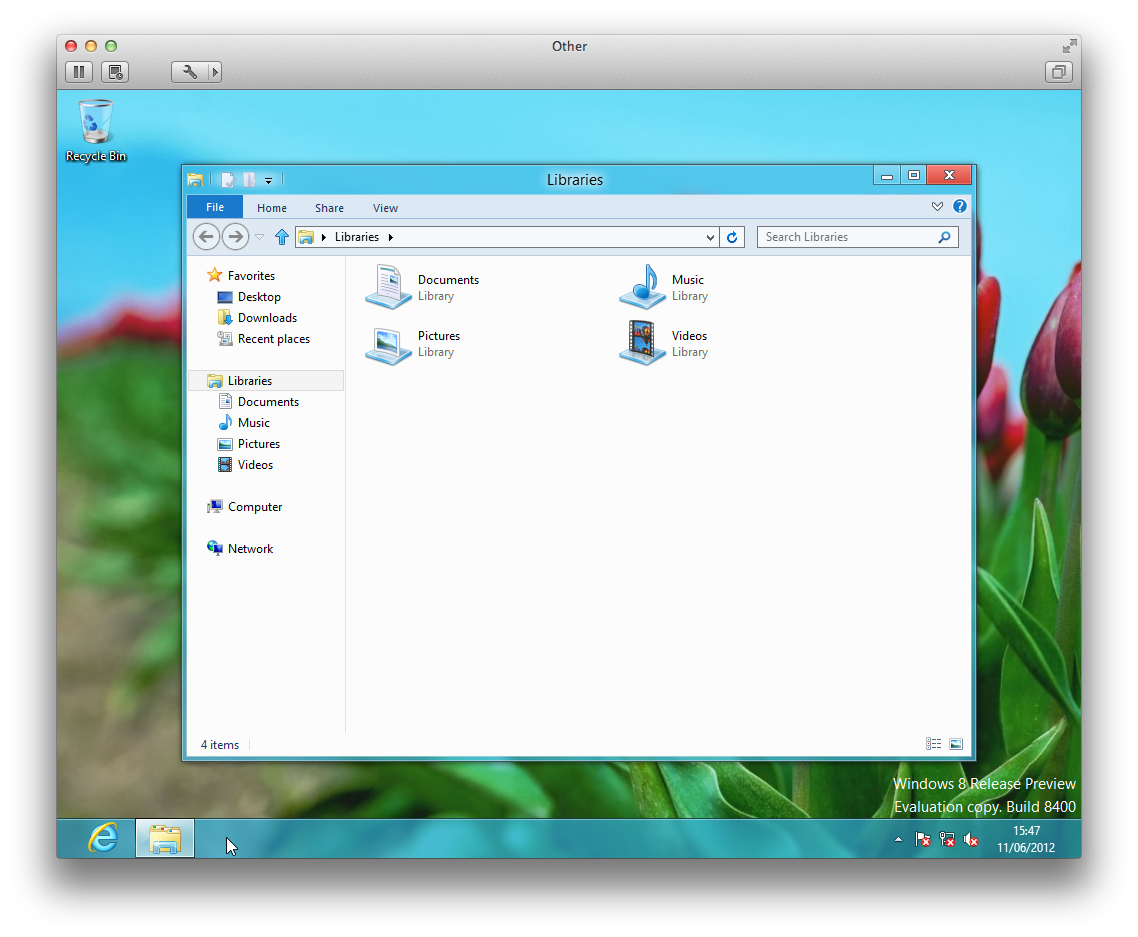 Other
Recycle Bin
Libraries
File Home Share View
Libraries
Search Libraries
Favorites
Desktop
Downloads
Recent places
Libraries
Documents
Music
Pictures
Videos
Computer
Network
Documents
Library
Music
Library
Pictures
Library
Videos
Library
4 items
Windows 8 Release Preview
Evaluation copy. Build 8400
15:47
11/06/2012